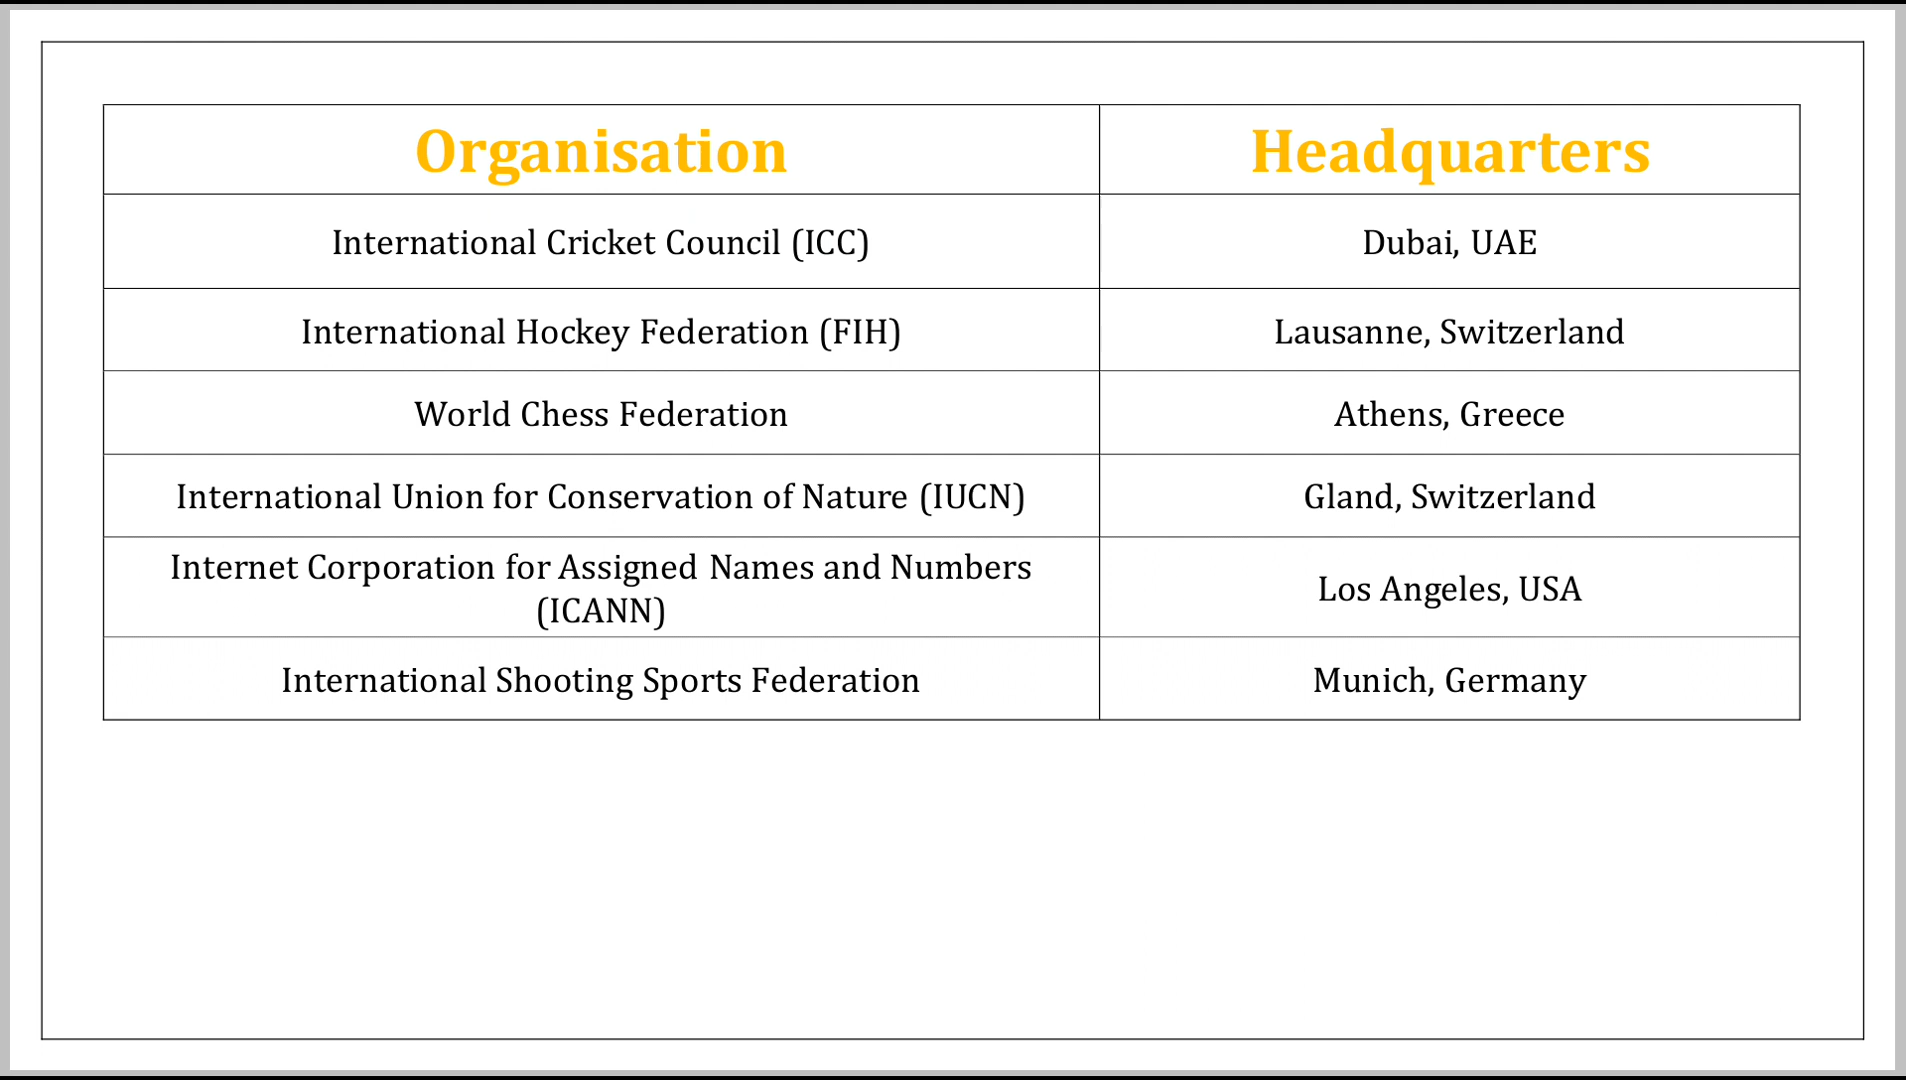 Organisation Headquarters
International Cricket Council (ICC) Dubai, UAE
International Hockey Federation (FIH) Lausanne, Switzerland
World Chess Federation Athens, Greece
International Union for Conservation of Nature (IUCN) Gland, Switzerland
Internet Corporation for Assigned Names and Numbers
(ICANN) Los Angeles, USA
International Shooting Sports Federation Munich, Germany